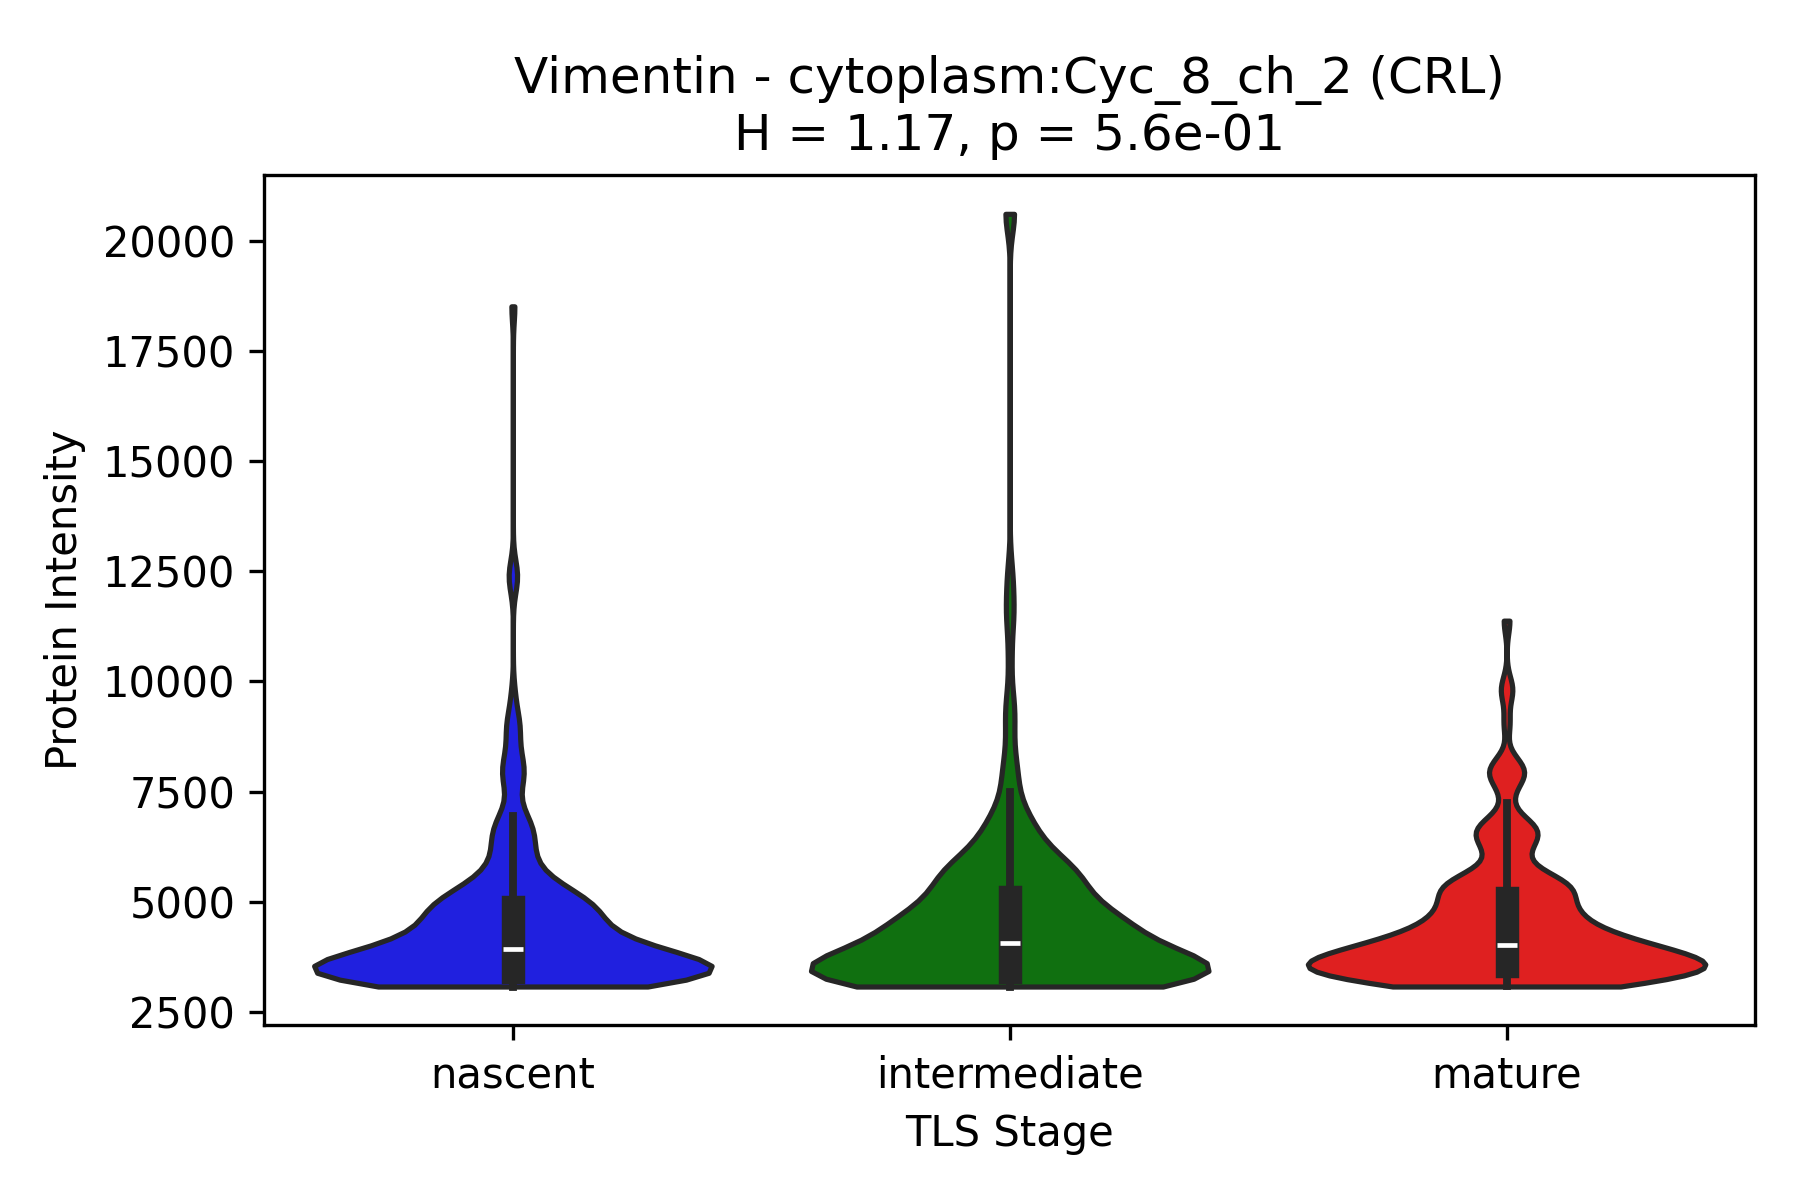 Vimentin - cytoplasm:Cyc_8_ch_2 (CRL)
H = 1.17, p = 5.6e-01
Protein Intensity
20000
17500
15000
12500
10000
7500
5000
2500
nascent intermediate mature
TLS Stage